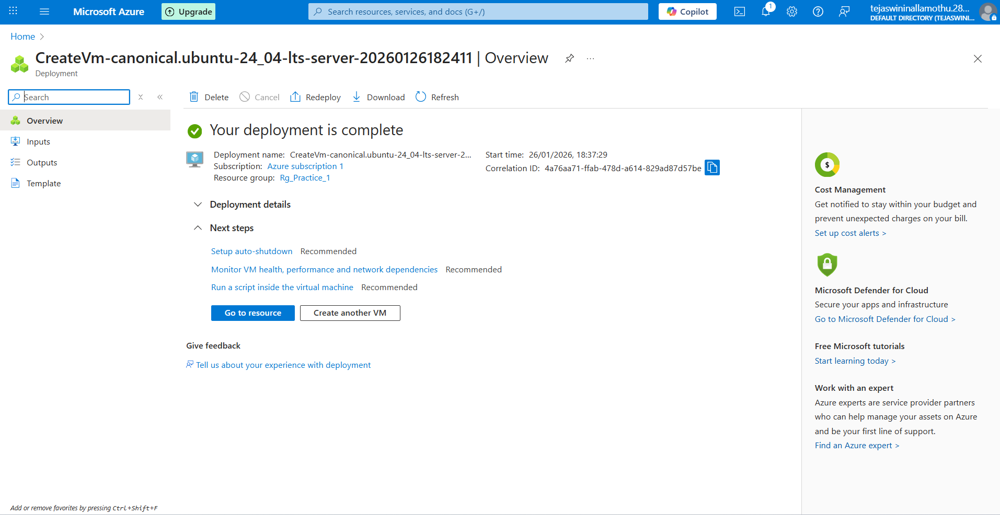 Microsoft Azure
Upgrade
Search resources, services, and docs (G+/)
Copilot
1
tejaswininallamothu.28...
DEFAULT DIRECTORY (TEJASWINI...
Home
CreateVm-canonical.ubuntu-24_04-lts-server-20260126182411 | Overview
Deployment
Search
Delete
Cancel
Redeploy
Download
Refresh
Overview
Inputs
Outputs
Template
Your deployment is complete
Deployment name: CreateVm-canonical.ubuntu-24_04-lts-server-2...
Subscription: Azure subscription 1
Resource group: Rg_Practice_1
Start time: 26/01/2026, 18:37:29
Correlation ID: 4a76aa71-ffab-478d-a614-829ad87d57be
Deployment details
Next steps
Setup auto-shutdown Recommended
Monitor VM health, performance and network dependencies Recommended
Run a script inside the virtual machine Recommended
Go to resource
Create another VM
Give feedback
Tell us about your experience with deployment
$
Cost Management
Get notified to stay within your budget and
prevent unexpected charges on your bill.
Set up cost alerts >
Microsoft Defender for Cloud
Secure your apps and infrastructure
Go to Microsoft Defender for Cloud >
Free Microsoft tutorials
Start learning today >
Work with an expert
Azure experts are service provider partners
who can help manage your assets on Azure
and be your first line of support.
Find an Azure expert >
Add or remove favorites by pressing Ctrl+Shift+F